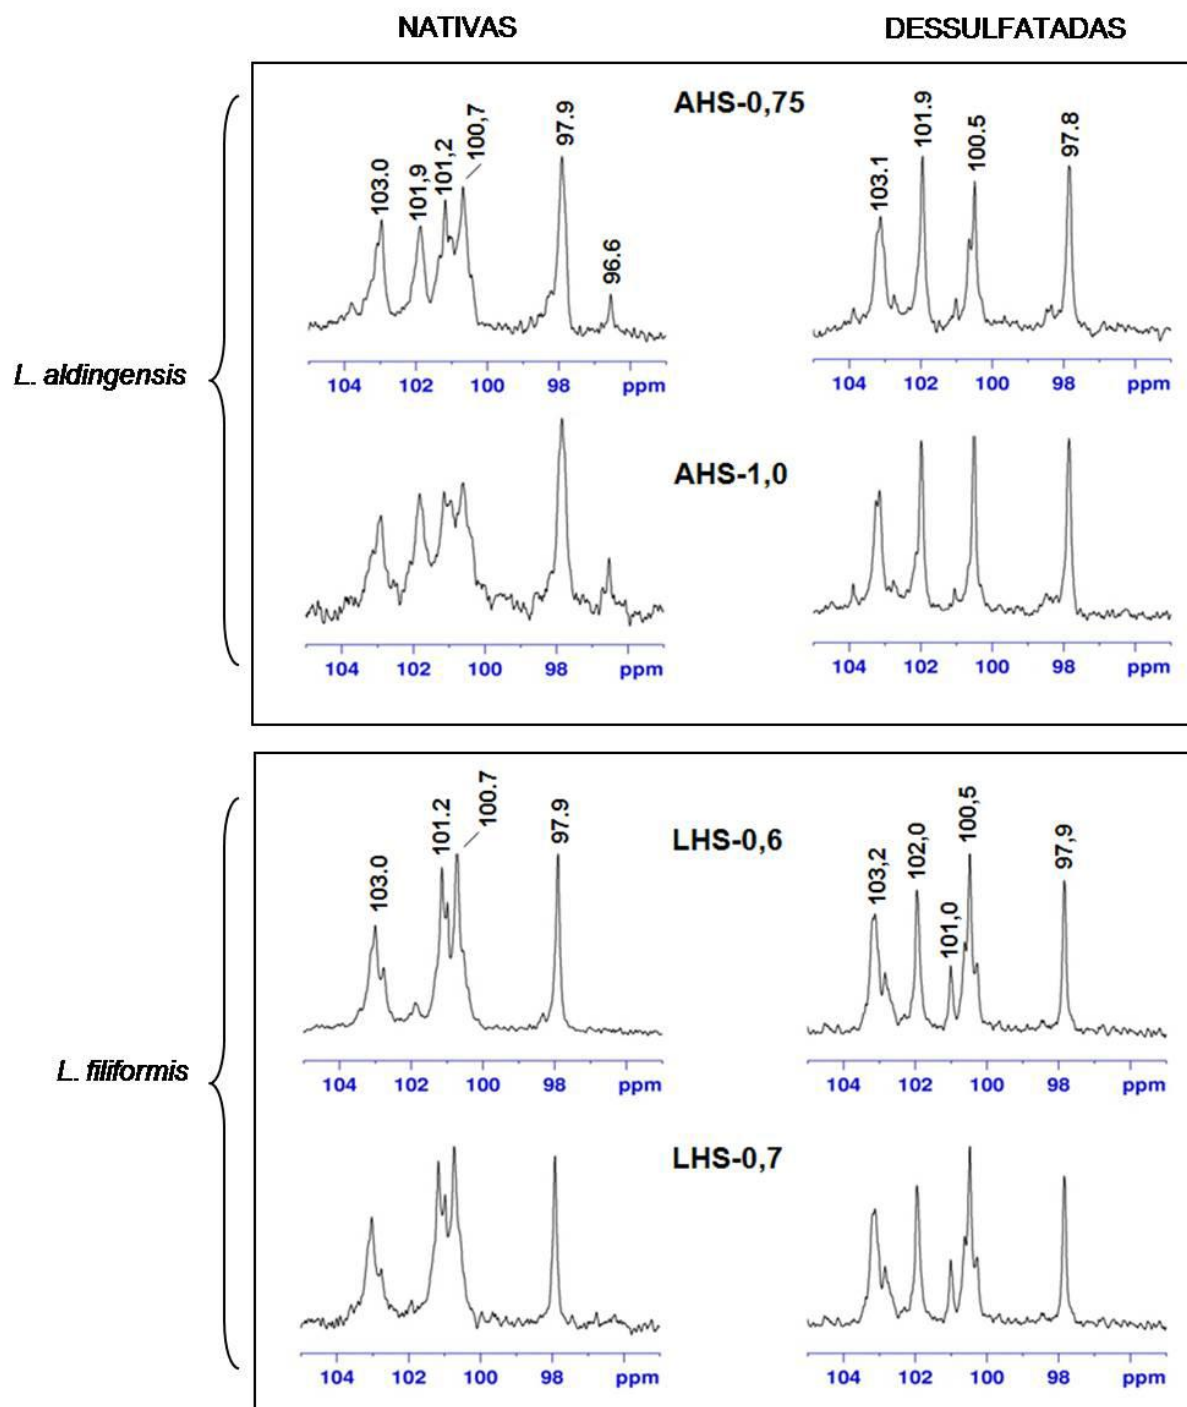 NATIVAS DESSULFATADAS
L. aldingensis
AHS-0,75
103.0 101,9 101,2 100,7 97.9 96.6
103.1 101.9 100.5 97.8
104 102 100 98 ppm
104 102 100 98 ppm
AHS-1,0
104 102 100 98 ppm
104 102 100 98 ppm
L. filiformis
LHS-0,6
103.0 101.2 100.7 97.9
103,2 102,0 101,0 100,5 97,9
104 102 100 98 ppm
104 102 100 98 ppm
LHS-0,7
104 102 100 98 ppm
104 102 100 98 ppm